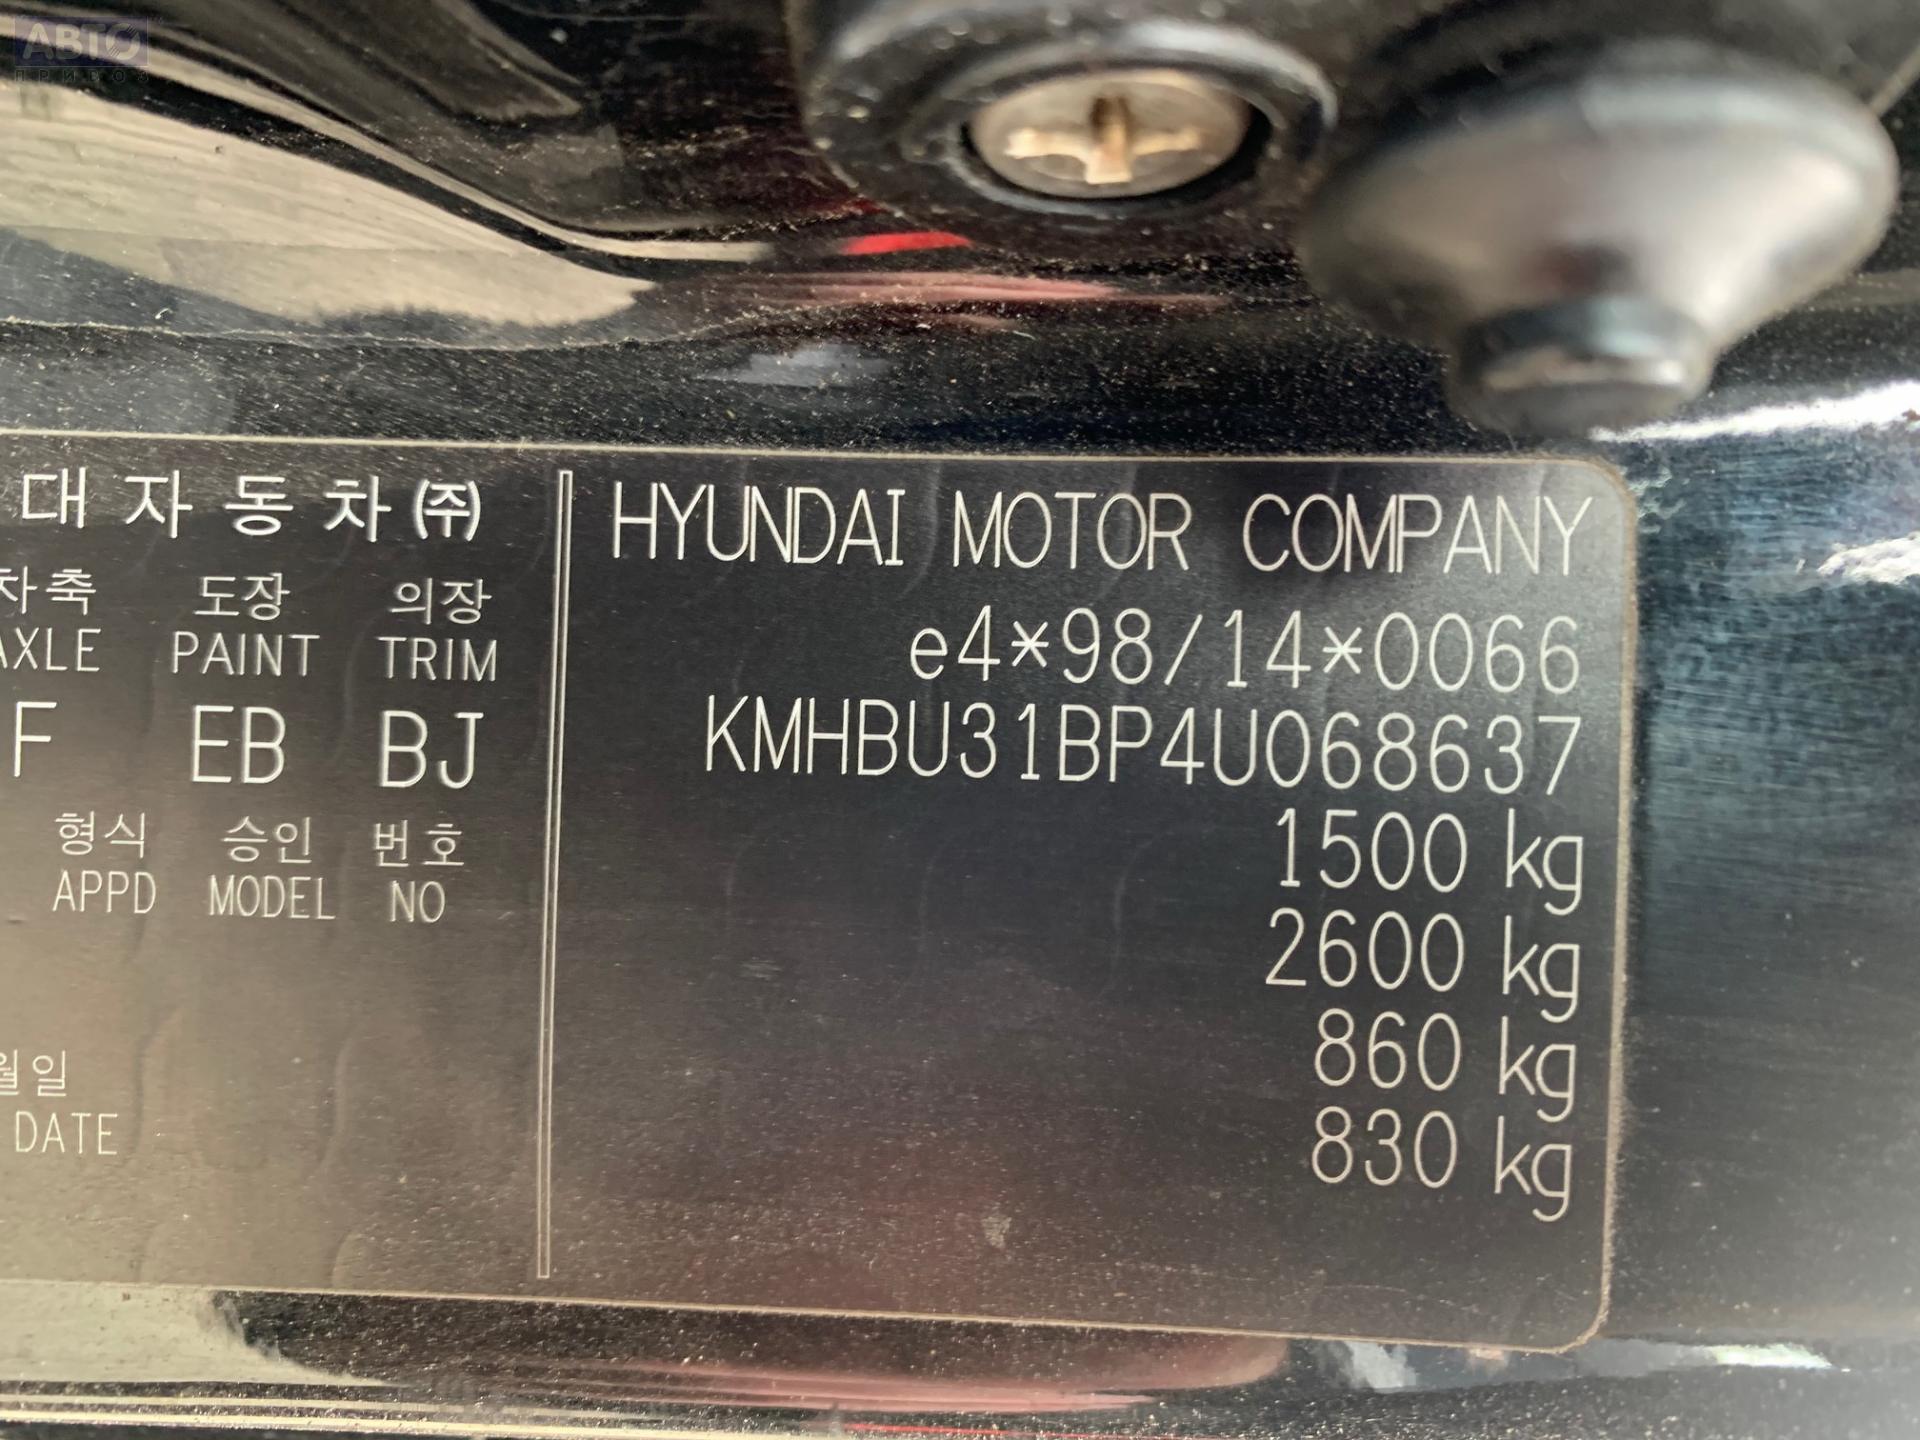 АВТО
ПРИВОЗ
대자동차㈜
차축 도장 의장
AXLE PAINT TRIM
F EB BJ
형식 승인 번호
APPD MODEL NO
월일
DATE
HYUNDAI MOTOR COMPANY
e4*98/14*0066
KMHBU31BP4U068637
1500 kg
2600 kg
860 kg
830 kg